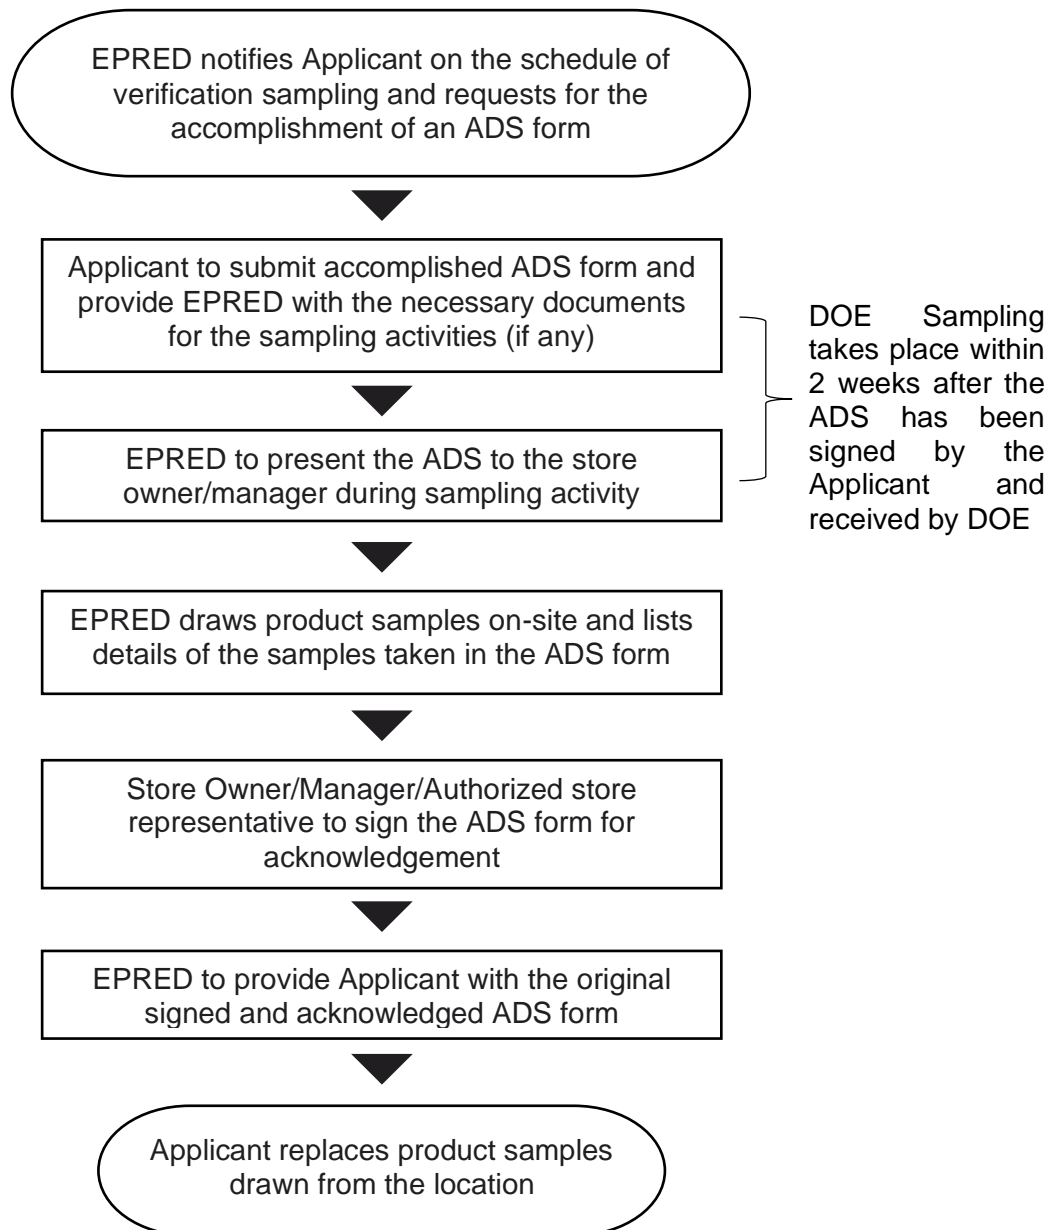 EPRED notifies Applicant on the schedule of
verification sampling and requests for the
accomplishment of an ADS form
Applicant to submit accomplished ADS form and
provide EPRED with the necessary documents
for the sampling activities (if any)
DOE Sampling
takes place within
2 weeks after the
ADS has been
signed by the
Applicant and
received by DOE
EPRED to present the ADS to the store
owner/manager during sampling activity
EPRED draws product samples on-site and lists
details of the samples taken in the ADS form
Store Owner/Manager/Authorized store
representative to sign the ADS form for
acknowledgement
EPRED to provide Applicant with the original
signed and acknowledged ADS form
Applicant replaces product samples
drawn from the location